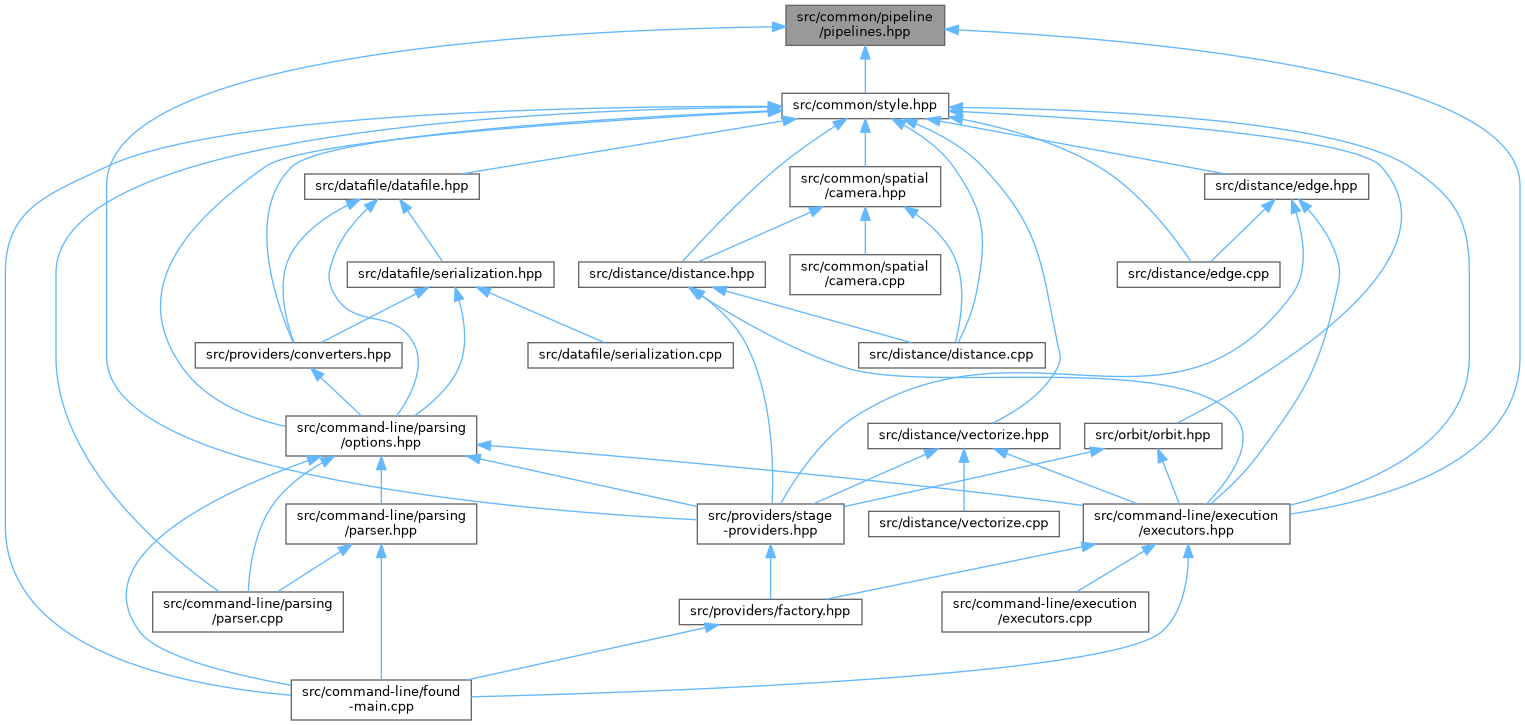 src/common/pipeline
/pipelines.hpp
src/common/style.hpp
src/datafile/datafile.hpp
src/common/spatial
/camera.hpp
src/distance/edge.hpp
src/datafile/serialization.hpp
src/distance/distance.hpp
src/common/spatial
/camera.cpp
src/distance/edge.cpp
src/providers/converters.hpp
src/datafile/serialization.cpp
src/distance/distance.cpp
src/command-line/parsing
/options.hpp
src/distance/vectorize.hpp
src/orbit/orbit.hpp
src/command-line/parsing
/parser.hpp
src/providers/stage
-providers.hpp
src/distance/vectorize.cpp
src/command-line/execution
/executors.hpp
src/command-line/parsing
/parser.cpp
src/providers/factory.hpp
src/command-line/execution
/executors.cpp
src/command-line/found
-main.cpp